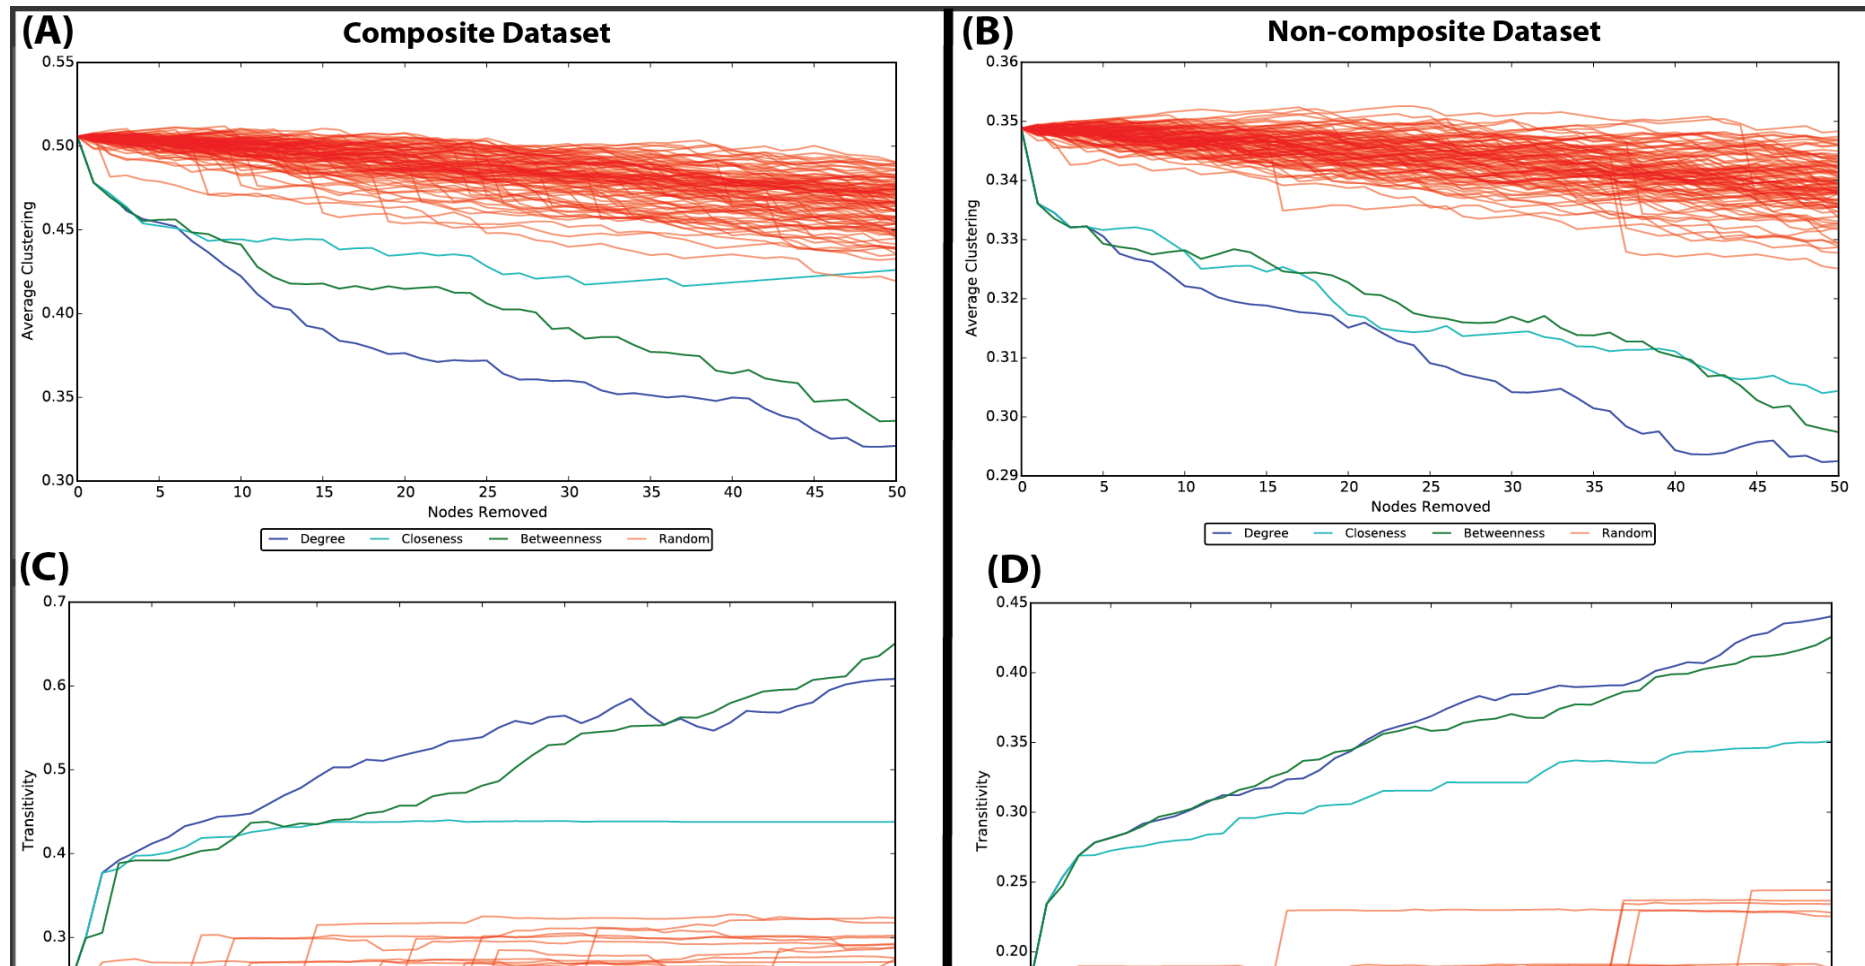 (A) Composite Dataset
0.55
0.50
0.45
0.40
0.35
0.30
Average Clustering
0 5 10 15 20 25 30 35 40 45 50
Nodes Removed
Degree Closeness Betweenness Random
(B) Non-composite Dataset
0.36
0.35
0.34
0.33
0.32
0.31
0.30
0.29
Average Clustering
0 5 10 15 20 25 30 35 40 45 50
Nodes Removed
Degree Closeness Betweenness Random
(C)
0.7
0.6
0.5
0.4
0.3
Transitivity
(D)
0.45
0.40
0.35
0.30
0.25
0.20
Transitivity